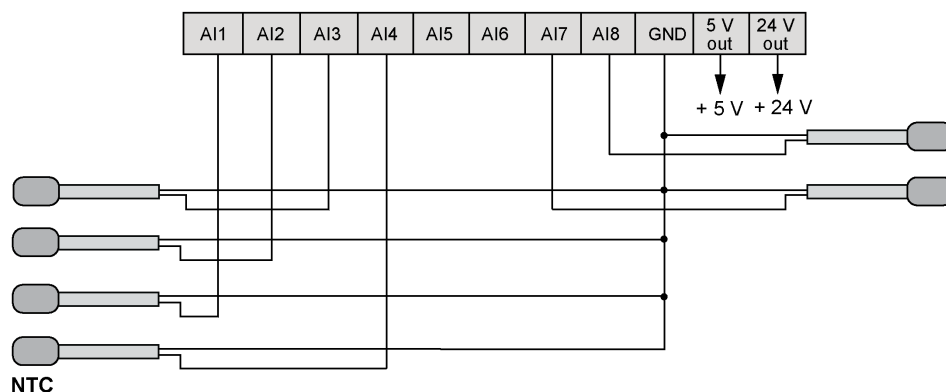 AI1 AI2 AI3 AI4 AI5 AI6 AI7 AI8 GND 5 V out 24 V out
+ 5 V + 24 V
NTC